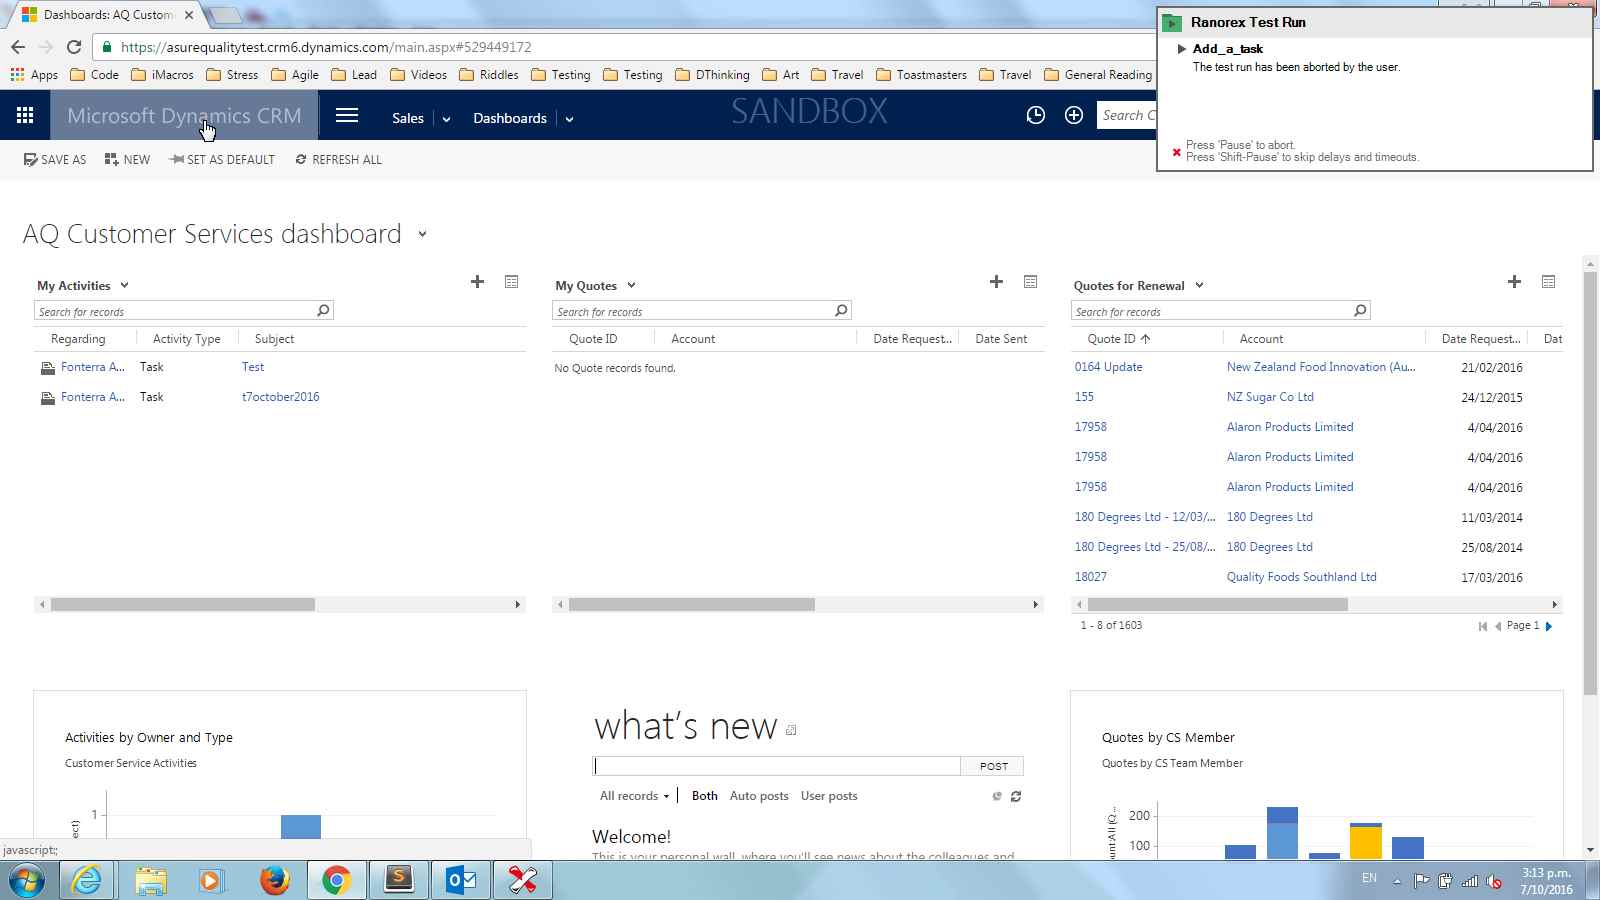 Dashboards: AQ Custom
https://asurequalitytest.crm6.dynamics.com/main.aspx#529449172
Apps Code iMacros Stress Agile Lead Videos Riddles Testing Testing DThinking Art Travel Toastmasters Travel General Reading
Ranorex Test Run
Add_a_task
The test run has been aborted by the user.
Press 'Pause' to abort.
Press 'Shift-Pause' to skip delays and timeouts.
Microsoft Dynamics CRM Sales Dashboards SANDBOX Search C
SAVE AS NEW SET AS DEFAULT REFRESH ALL
AQ Customer Services dashboard
My Activities
Search for records
Regarding Activity Type Subject
Fonterra A... Task Test
Fonterra A... Task t7october2016
My Quotes
Search for records
Quote ID Account Date Request... Date Sent
No Quote records found.
Quotes for Renewal
Search for records
Quote ID Account Date Request... Dat
0164 Update New Zealand Food Innovation (Au... 21/02/2016
155 NZ Sugar Co Ltd 24/12/2015
17958 Alaron Products Limited 4/04/2016
17958 Alaron Products Limited 4/04/2016
17958 Alaron Products Limited 4/04/2016
180 Degrees Ltd - 12/03/... 180 Degrees Ltd 11/03/2014
180 Degrees Ltd - 25/08/... 180 Degrees Ltd 25/08/2014
18027 Quality Foods Southland Ltd 17/03/2016
1 - 8 of 1603 Page 1
Activities by Owner and Type
Customer Service Activities
1
ect)
what's new
POST
All records Both Auto posts User posts
Welcome!
This is your personal wall, where you'll see news about the colleagues and
Quotes by CS Member
Quotes by CS Team Member
200
100
ount:All (Q...
javascript:;
EN
3:13 p.m.
7/10/2016